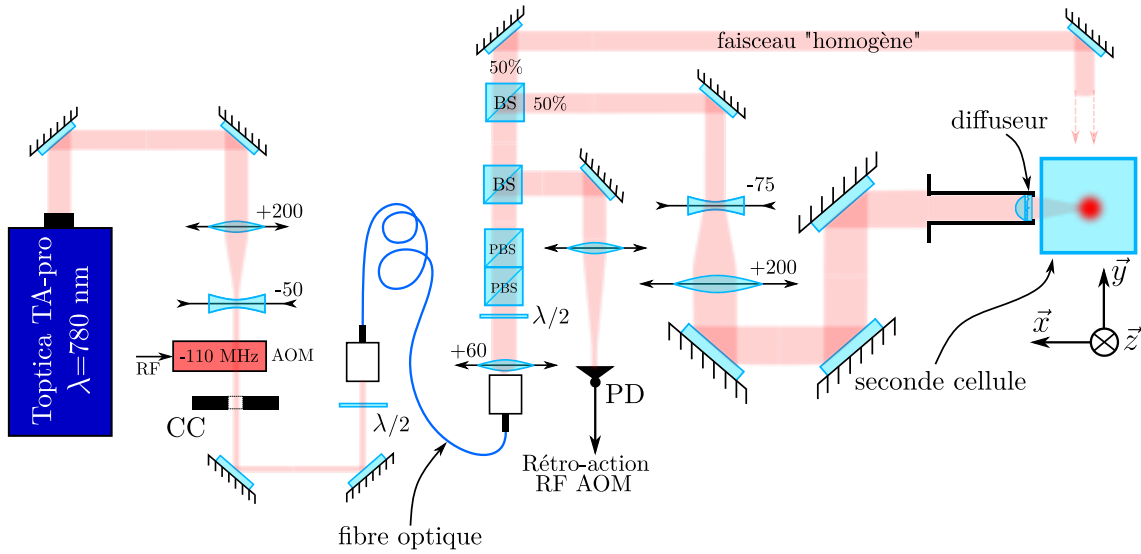 faisceau "homogène"
50%
BS
50%
diffuseur
BS
-75
+200
PBS
PBS
+200
-50
λ/2
y⃗
x⃗
z⃗
Toptica TA-pro
λ=780 nm
RF
-110 MHz
AOM
+60
seconde cellule
CC
λ/2
PD
Rétro-action
RF AOM
fibre optique